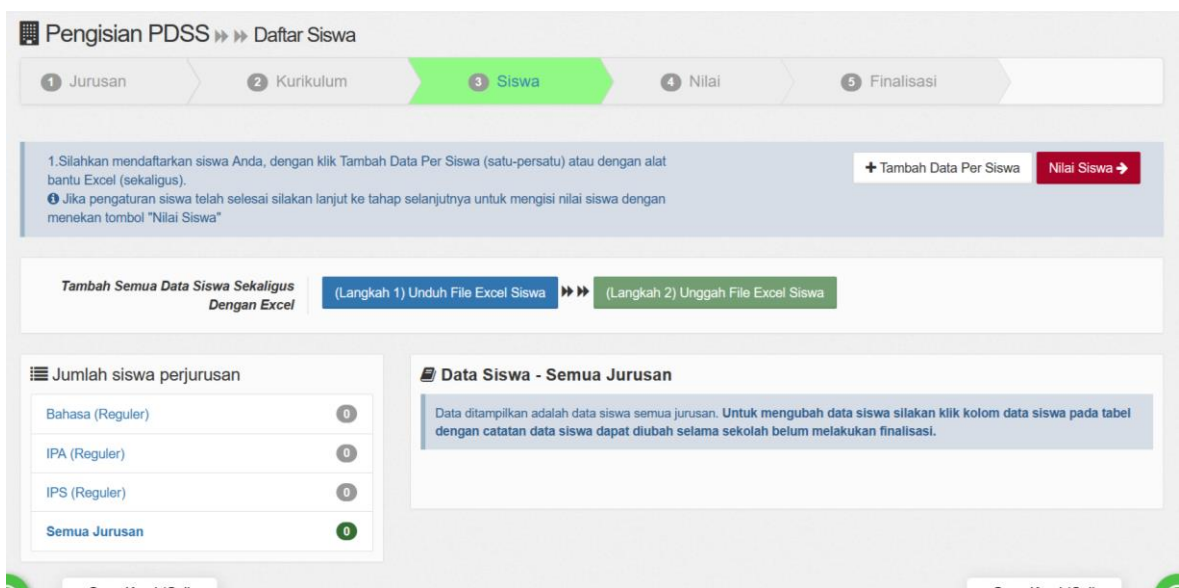 Pengisian PDSS Daftar Siswa
1 Jurusan
2 Kurikulum
3 Siswa
4 Nilai
5 Finalisasi
1.Silahkan mendaftarkan siswa Anda, dengan klik Tambah Data Per Siswa (satu-persatu) atau dengan alat
bantu Excel (sekaligus).
Jika pengaturan siswa telah selesai silakan lanjut ke tahap selanjutnya untuk mengisi nilai siswa dengan
menekan tombol "Nilai Siswa"
+ Tambah Data Per Siswa
Nilai Siswa
Tambah Semua Data Siswa Sekaligus
Dengan Excel
(Langkah 1) Unduh File Excel Siswa
(Langkah 2) Unggah File Excel Siswa
Jumlah siswa perjurusan
Bahasa (Reguler) 0
IPA (Reguler) 0
IPS (Reguler) 0
Semua Jurusan 0
Data Siswa - Semua Jurusan
Data ditampilkan adalah data siswa semua jurusan. Untuk mengubah data siswa silakan klik kolom data siswa pada tabel
dengan catatan data siswa dapat diubah selama sekolah belum melakukan finalisasi.